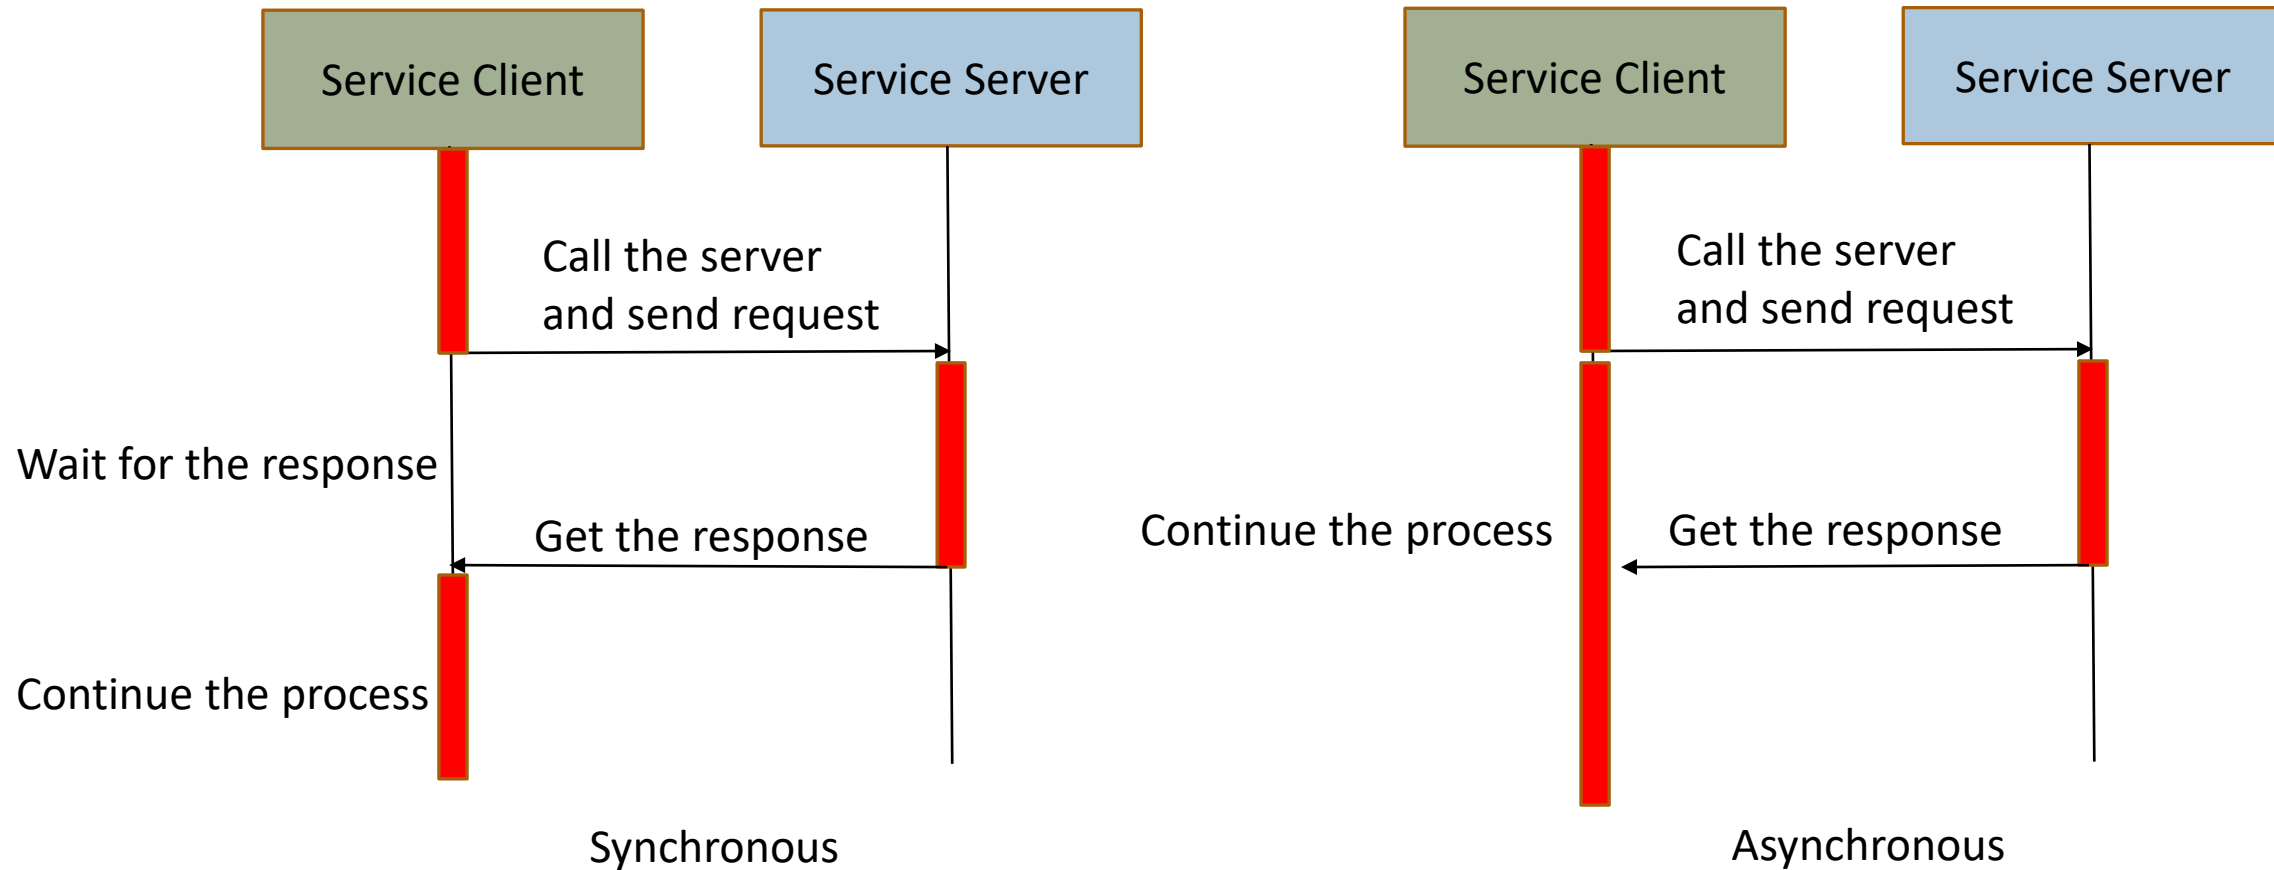 Service Client
Service Server
Call the server
and send request
Wait for the response
Get the response
Continue the process
Synchronous
Service Client
Service Server
Call the server
and send request
Continue the process
Get the response
Asynchronous